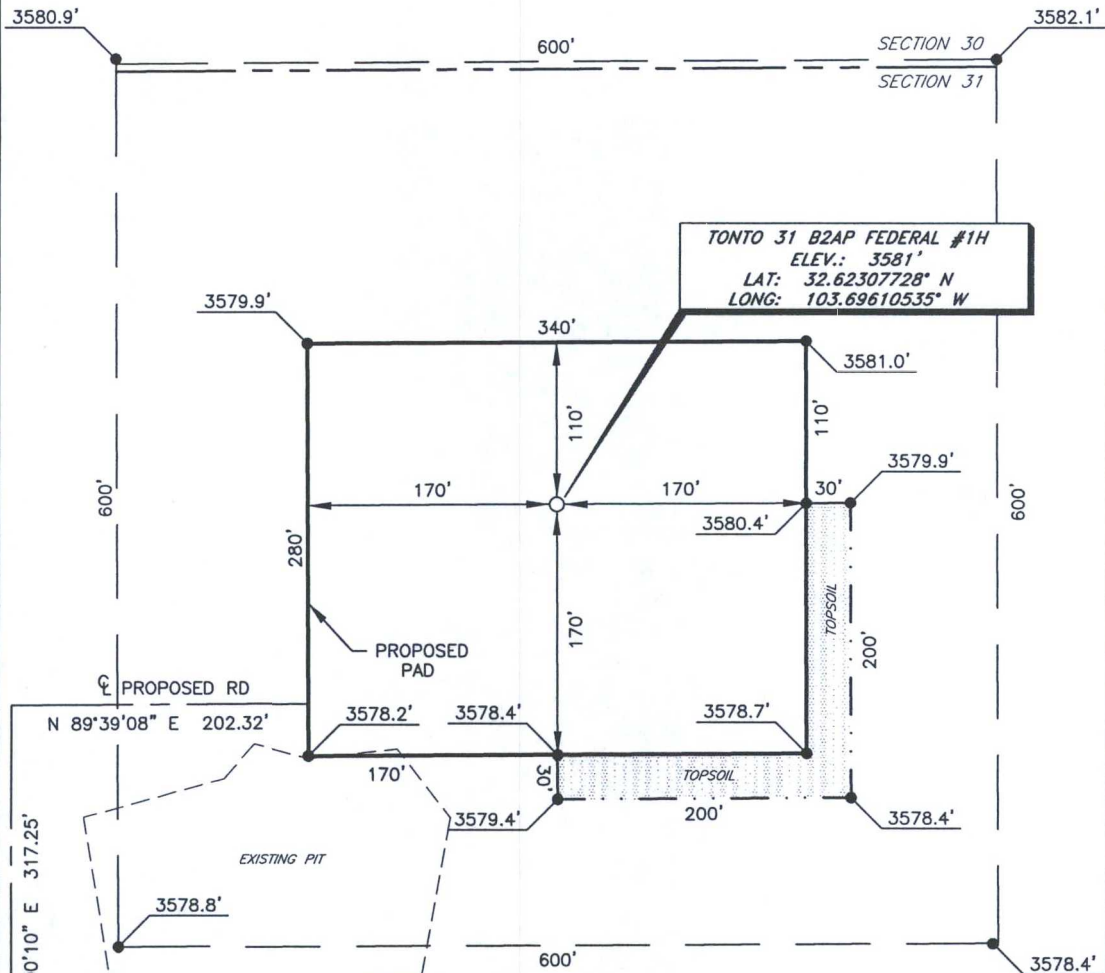 3580.9'
3582.1'
600'
SECTION 30
SECTION 31
TONTO 31 B2AP FEDERAL #1H
ELEV.: 3581'
LAT: 32.62307728° N
LONG: 103.69610535° W
3579.9'
340'
3581.0'
110'
110'
600'
170'
170'
30'
3579.9'
3580.4'
600'
280'
170'
TOPSOIL
200'
PROPOSED
PAD
℄ PROPOSED RD
N 89°39'08" E 202.32'
3578.2'
3578.4'
3578.7'
170'
30'
TOPSOIL
3579.4'
200'
3578.4'
EXISTING PIT
0'10" E 317.25'
3578.8'
600'
3578.4'